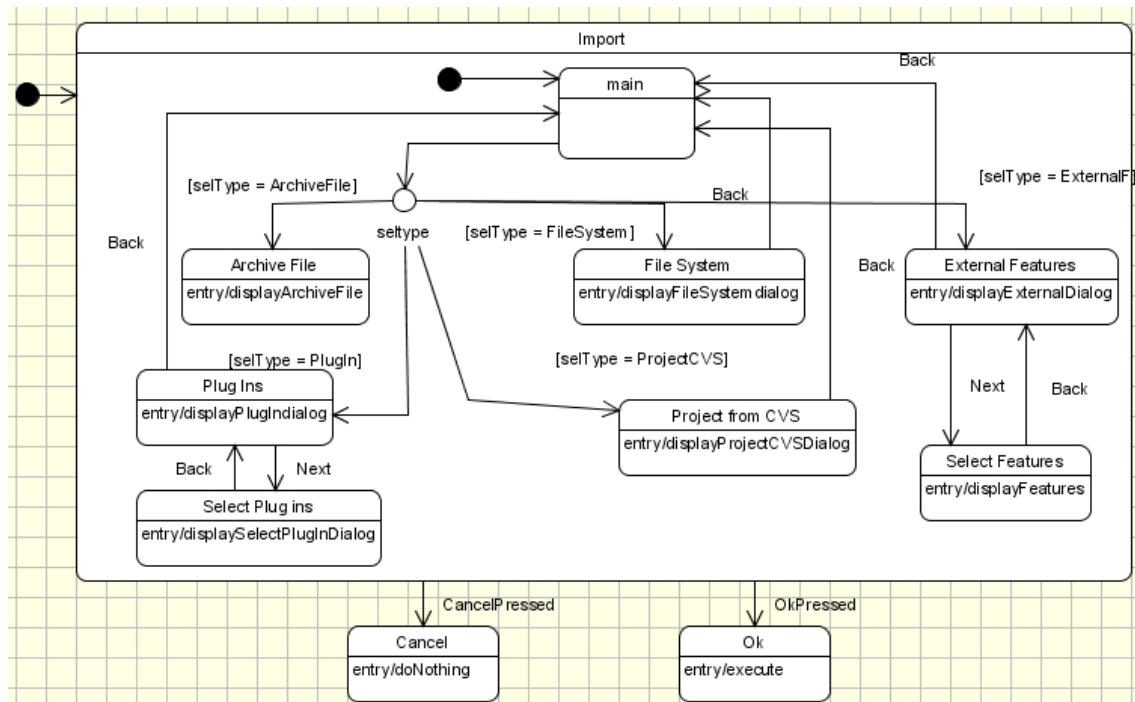 Import
Back
main
[selType = ArchiveFile]
[selType = ExternalF]
Back
seltype
[selType = FileSystem]
Back
Archive File
entry/displayArchiveFile
File System
entry/displayFileSystem dialog
Back
External Features
entry/displayExternalDialog
[selType = PlugIn]
[selType = ProjectCVS]
Plug Ins
entry/displayPlugIndialog
Next
Back
Project from CVS
entry/displayProjectCVSDialog
Back
Next
Select Features
entry/displayFeatures
Select Plug ins
entry/displaySelectPlugInDialog
CancelPressed
OkPressed
Cancel
entry/doNothing
Ok
entry/execute